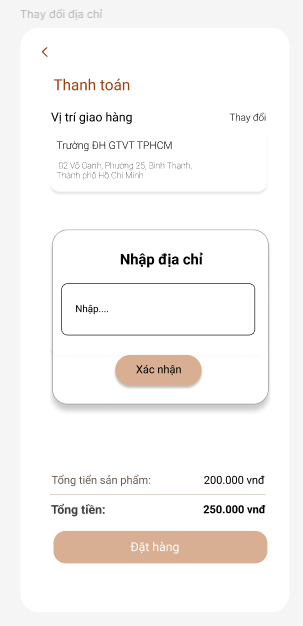 Thay đổi địa chỉ
Thanh toán
Vị trí giao hàng Thay đổi
Trường ĐH GTVT TPHCM
02 Võ Oanh, Phường 25, Bình Thạnh,
Thành phố Hồ Chí Minh
Nhập địa chỉ
Nhập....
Xác nhận
Tổng tiền sản phẩm: 200.000 vnđ
Tổng tiền: 250.000 vnđ
Đặt hàng